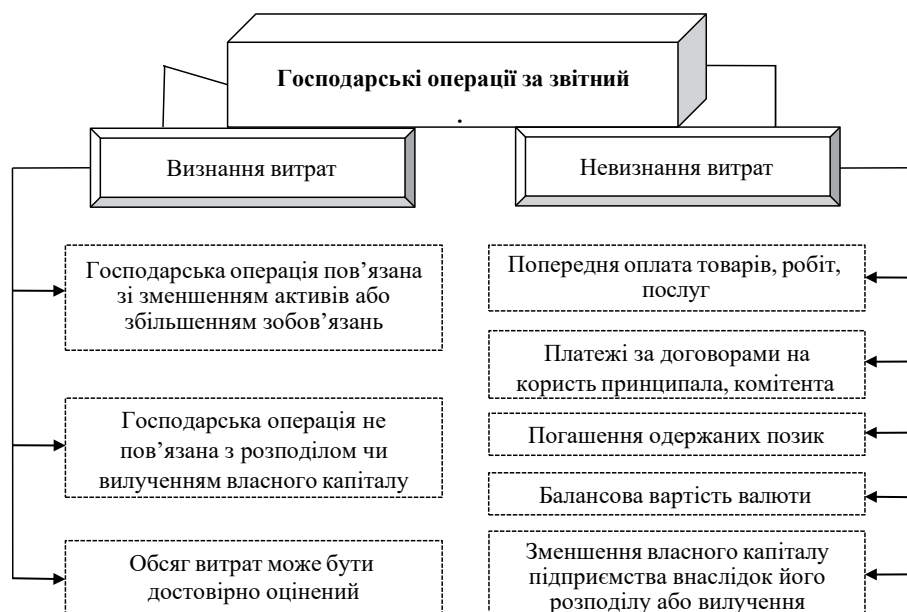 Господарські операції за звітний
.
Визнання витрат
Невизнання витрат
Господарська операція пов’язана
зі зменшенням активів або
збільшенням зобов’язань
Господарська операція не
пов’язана з розподілом чи
вилученням власного капіталу
Обсяг витрат може бути
достовірно оцінений
Попередня оплата товарів, робіт,
послуг
Платежі за договорами на
користь принципала, комітента
Погашення одержаних позик
Балансова вартість валюти
Зменшення власного капіталу
підприємства внаслідок його
розподілу або вилучення